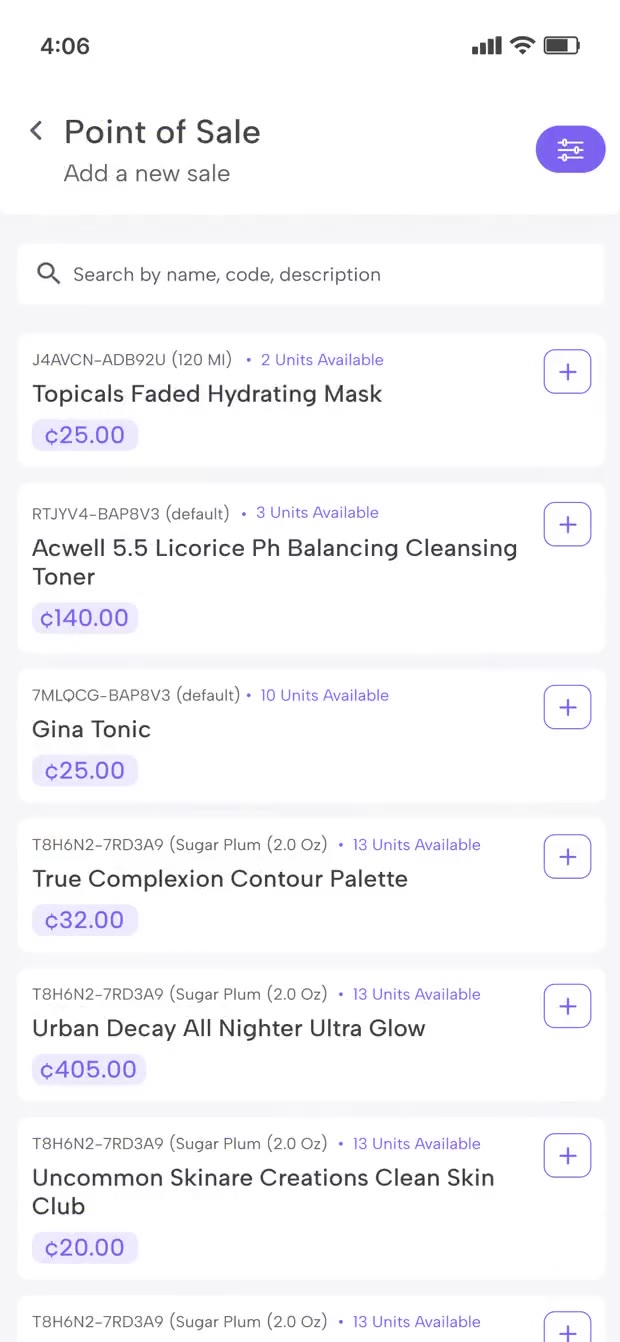 4:06
Point of Sale
Add a new sale
Search by name, code, description
J4AVCN-ADB92U (120 Ml) • 2 Units Available
Topicals Faded Hydrating Mask
¢25.00
RTJYV4-BAP8V3 (default) • 3 Units Available
Acwell 5.5 Licorice Ph Balancing Cleansing
Toner
¢140.00
7MLQCG-BAP8V3 (default) • 10 Units Available
Gina Tonic
¢25.00
T8H6N2-7RD3A9 (Sugar Plum (2.0 Oz) • 13 Units Available
True Complexion Contour Palette
¢32.00
T8H6N2-7RD3A9 (Sugar Plum (2.0 Oz) • 13 Units Available
Urban Decay All Nighter Ultra Glow
¢405.00
T8H6N2-7RD3A9 (Sugar Plum (2.0 Oz) • 13 Units Available
Uncommon Skinare Creations Clean Skin
Club
¢20.00
T8H6N2-7RD3A9 (Sugar Plum (2.0 Oz) • 13 Units Available